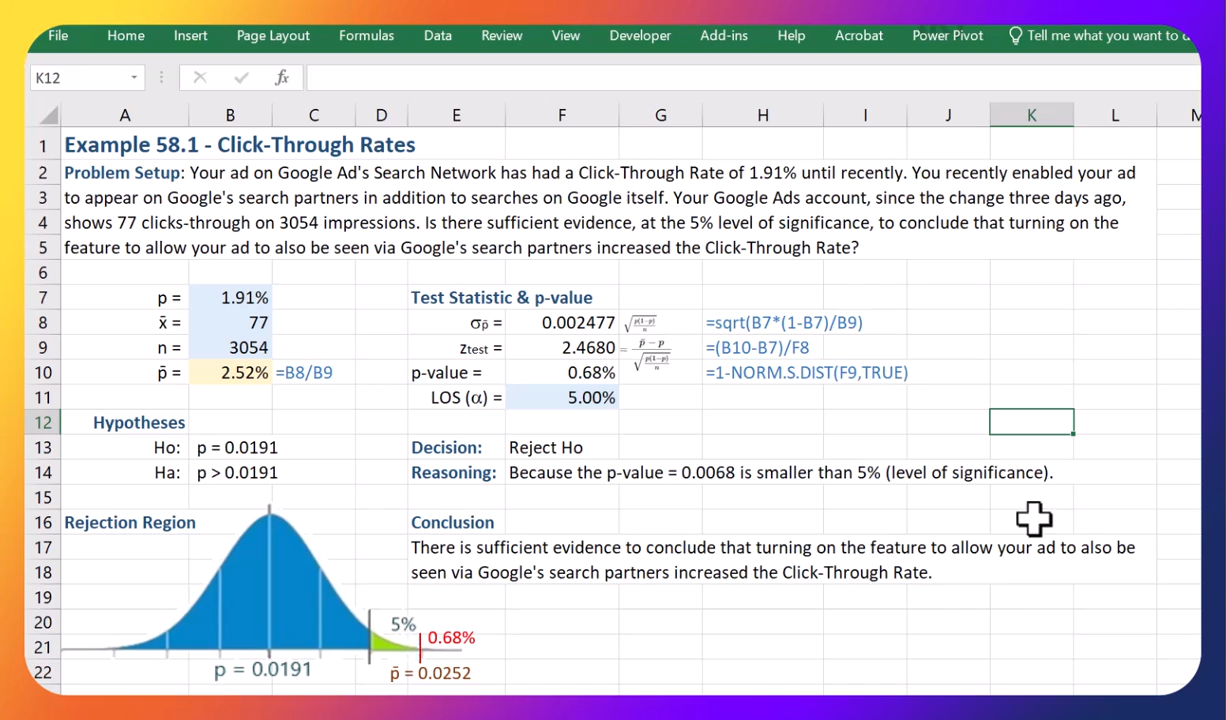 File Home Insert Page Layout Formulas Data Review View Developer Add-ins Help Acrobat Power Pivot Tell me what you want to
K12 fx
A B C D E F G H I J K L M
1 Example 58.1 - Click-Through Rates
2 Problem Setup: Your ad on Google Ad's Search Network has had a Click-Through Rate of 1.91% until recently. You recently enabled your ad
3 to appear on Google's search partners in addition to searches on Google itself. Your Google Ads account, since the change three days ago,
4 shows 77 clicks-through on 3054 impressions. Is there sufficient evidence, at the 5% level of significance, to conclude that turning on the
5 feature to allow your ad to also be seen via Google's search partners increased the Click-Through Rate?
6
7 p = 1.91% Test Statistic & p-value
8 x̄ = 77 σp̄ = 0.002477 √p(1−p)/n =sqrt(B7*(1-B7)/B9)
9 n = 3054 ztest = 2.4680 = p̄ − p / √p(1−p)/n =(B10-B7)/F8
10 p̄ = 2.52% =B8/B9 p-value = 0.68% =1-NORM.S.DIST(F9,TRUE)
11 LOS (α) = 5.00%
12 Hypotheses
13 Ho: p = 0.0191 Decision: Reject Ho
14 Ha: p > 0.0191 Reasoning: Because the p-value = 0.0068 is smaller than 5% (level of significance).
15
16 Rejection Region Conclusion
17 There is sufficient evidence to conclude that turning on the feature to allow your ad to also be
18 seen via Google's search partners increased the Click-Through Rate.
19
20 5%
21 0.68%
22 p = 0.0191 p̄ = 0.0252